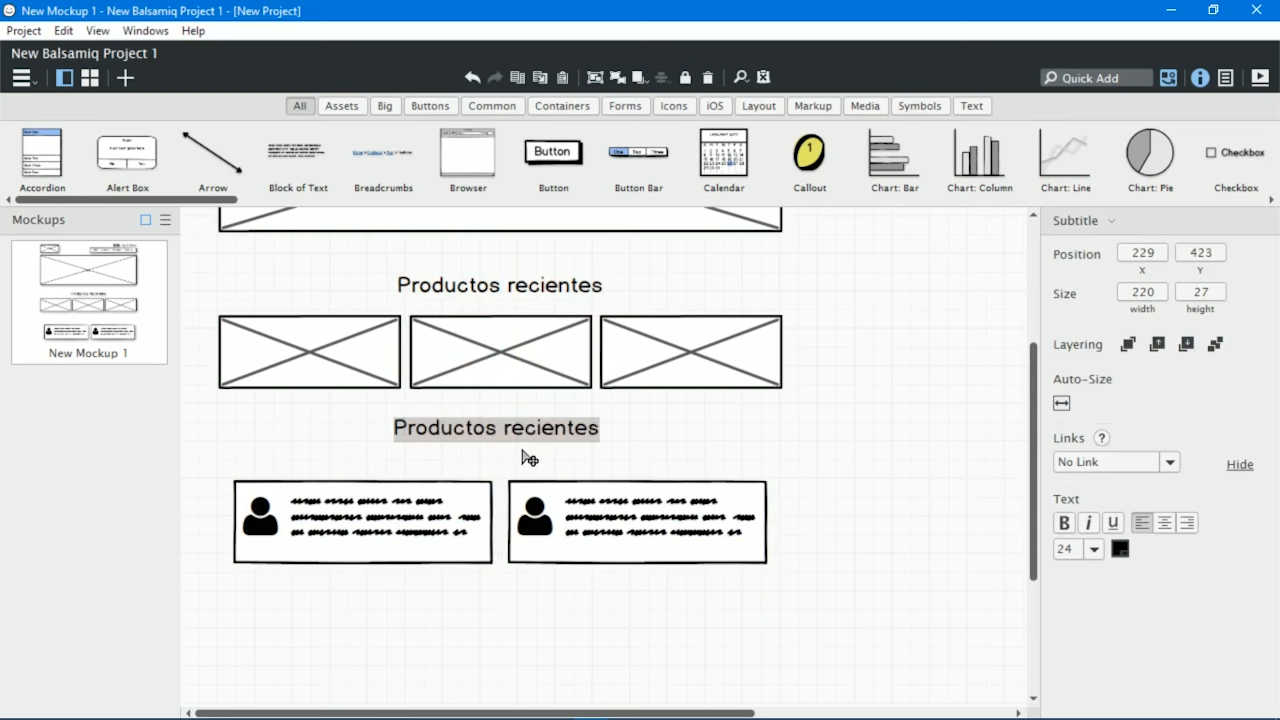 New Mockup 1 - New Balsamiq Project 1 - [New Project]
Project Edit View Windows Help
New Balsamiq Project 1
Quick Add
All Assets Big Buttons Common Containers Forms Icons iOS Layout Markup Media Symbols Text
Button
1
Checkbox
Accordion Alert Box Arrow Block of Text Breadcrumbs Browser Button Button Bar Calendar Callout Chart: Bar Chart: Column Chart: Line Chart: Pie Checkbox
Mockups
New Mockup 1
Productos recientes
Productos recientes
Subtitle
Position 229 423
X Y
Size 220 27
width height
Layering
Auto-Size
Links ?
No Link Hide
Text
B i U
24